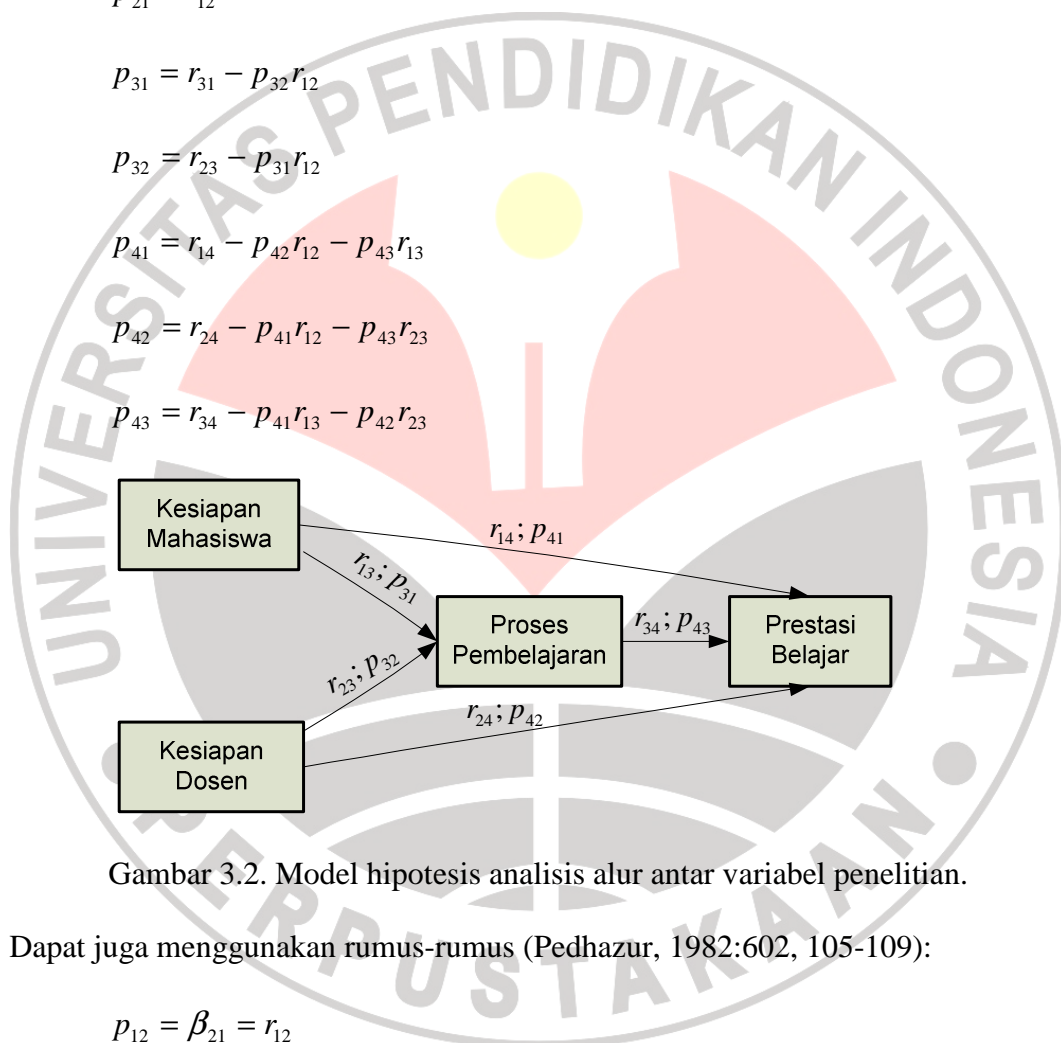 p₃₁ = r₃₁ − p₃₂r₁₂
p₃₂ = r₂₃ − p₃₁r₁₂
p₄₁ = r₁₄ − p₄₂r₁₂ − p₄₃r₁₃
p₄₂ = r₂₄ − p₄₁r₁₂ − p₄₃r₂₃
p₄₃ = r₃₄ − p₄₁r₁₃ − p₄₂r₂₃
Kesiapan
Mahasiswa
r₁₄; p₄₁
r₁₃; p₃₁
Proses
Pembelajaran
r₃₄; p₄₃
Prestasi
Belajar
r₂₃; p₃₂
r₂₄; p₄₂
Kesiapan
Dosen
Gambar 3.2. Model hipotesis analisis alur antar variabel penelitian.
Dapat juga menggunakan rumus-rumus (Pedhazur, 1982:602, 105-109):
p₁₂ = β₂₁ = r₁₂
UNIVERSITAS PENDIDIKAN INDONESIA
PERPUSTAKAAN